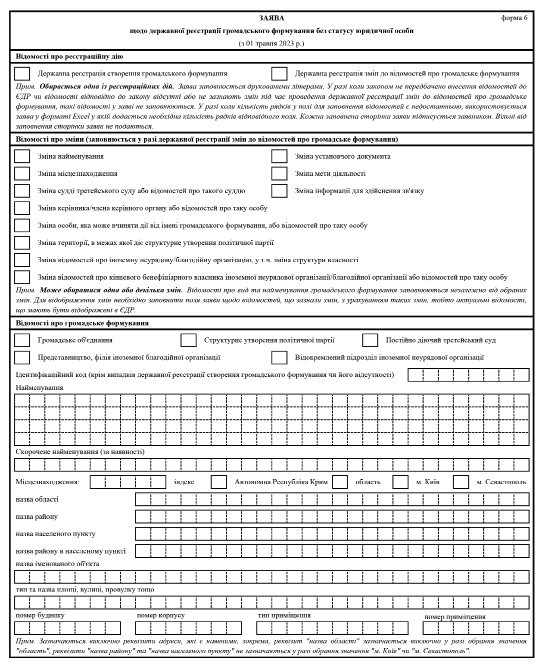 ЗАЯВА
форма 6
щодо державної реєстрації громадського формування без статусу юридичної особи
(з 01 травня 2023 р.)
Відомості про реєстраційну дію
Державна реєстрація створення громадського формування
Державна реєстрація змін до відомостей про громадське формування
Прим. Обирається одна із реєстраційних дій. Заява заповнюється друкованими літерами. У разі коли законом не передбачено внесення відомостей до
ЄДР чи відомості відповідно до закону відсутні або не зазнають змін під час проведення державної реєстрації змін до відомостей про громадське
формування, такі відомості у заяві не заповнюються. У разі коли кількість рядків у полі для заповнення відомостей є недостатньою, використовується
заява у форматі Excel у якій додається необхідна кількість рядків відповідного поля. Кожна заповнена сторінка заяви підписується заявником. Вільні від
заповнення сторінки заяви не подаються.
Відомості про зміни (заповнюється у разі державної реєстрації змін до відомостей про громадське формування)
Зміна найменування
Зміна установчого документа
Зміна місцезнаходження
Зміна мети діяльності
Зміна судді третейського суду або відомостей про такого суддю
Зміна інформації для здійснення зв'язку
Зміна керівника/члена керівного органу або відомостей про таку особу
Зміна особи, яка може вчиняти дії від імені громадського формування, або відомостей про таку особу
Зміна території, в межах якої діє структурне утворення політичної партії
Зміна відомостей про іноземну неурядову/благодійну організацію, у т.ч. зміна структури власності
Зміна відомостей про кінцевого бенефіціарного власника іноземної неурядової організації/благодійної організації або відомостей про таку особу
Прим. Може обиратися одна або декілька змін. Відомості про вид та найменування громадського формування заповнюються незалежно від обраних
змін. Для відображення змін необхідно заповнити поля заяви щодо відомостей, що зазнали змін, з урахуванням таких змін, тобто актуальні відомості,
що мають бути відображені в ЄДР.
Відомості про громадське формування
Громадське об'єднання
Структурне утворення політичної партії
Постійно діючий третейський суд
Представництво, філія іноземної благодійної організації
Відокремлений підрозділ іноземної неурядової організації
Ідентифікаційний код (крім випадків державної реєстрації створення громадського формування чи його відсутності)
Найменування
Скорочене найменування (за наявності)
Місцезнаходження:
індекс
Автономна Республіка Крим
область
м. Київ
м. Севастополь
назва області
назва району
назва населеного пункту
назва району в населеному пункті
назва іменованого об'єкта
тип та назва площі, вулиці, провулку тощо
номер будинку
номер корпусу
тип приміщення
номер приміщення
Прим. Зазначаються виключно реквізити адреси, які є наявними, зокрема, реквізит "назва області" зазначається виключно у разі обрання значення
"область", реквізити "назва району" та "назва населеного пункту" не зазначаються у разі обрання значення "м. Київ" чи "м. Севастополь".